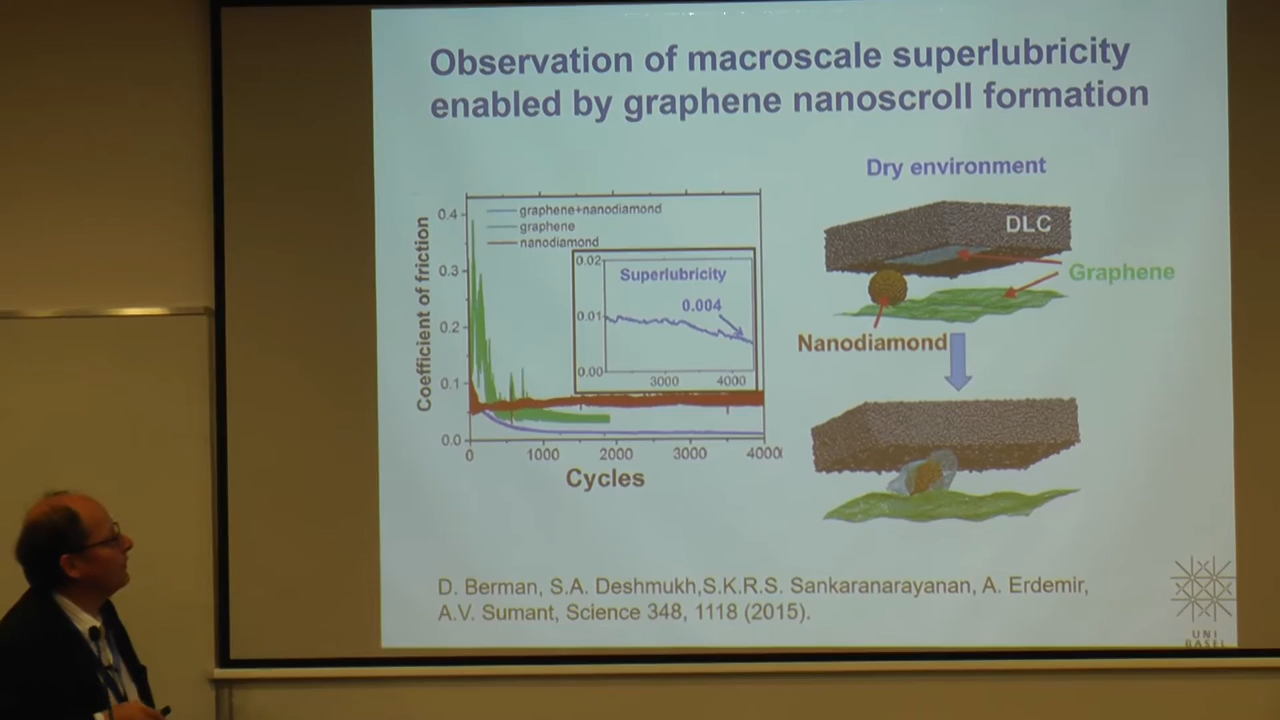 Observation of macroscale superlubricity
enabled by graphene nanoscroll formation
Dry environment
0.4
0.3
0.2
0.1
0.0
Coefficient of friction
graphene+nanodiamond
graphene
nanodiamond
0.02
0.01
0.00
Superlubricity
0.004
3000
4000
0
1000
2000
3000
4000
Cycles
DLC
Graphene
Nanodiamond
D. Berman, S.A. Deshmukh,S.K.R.S. Sankaranarayanan, A. Erdemir,
A.V. Sumant, Science 348, 1118 (2015).
UNI
BASEL